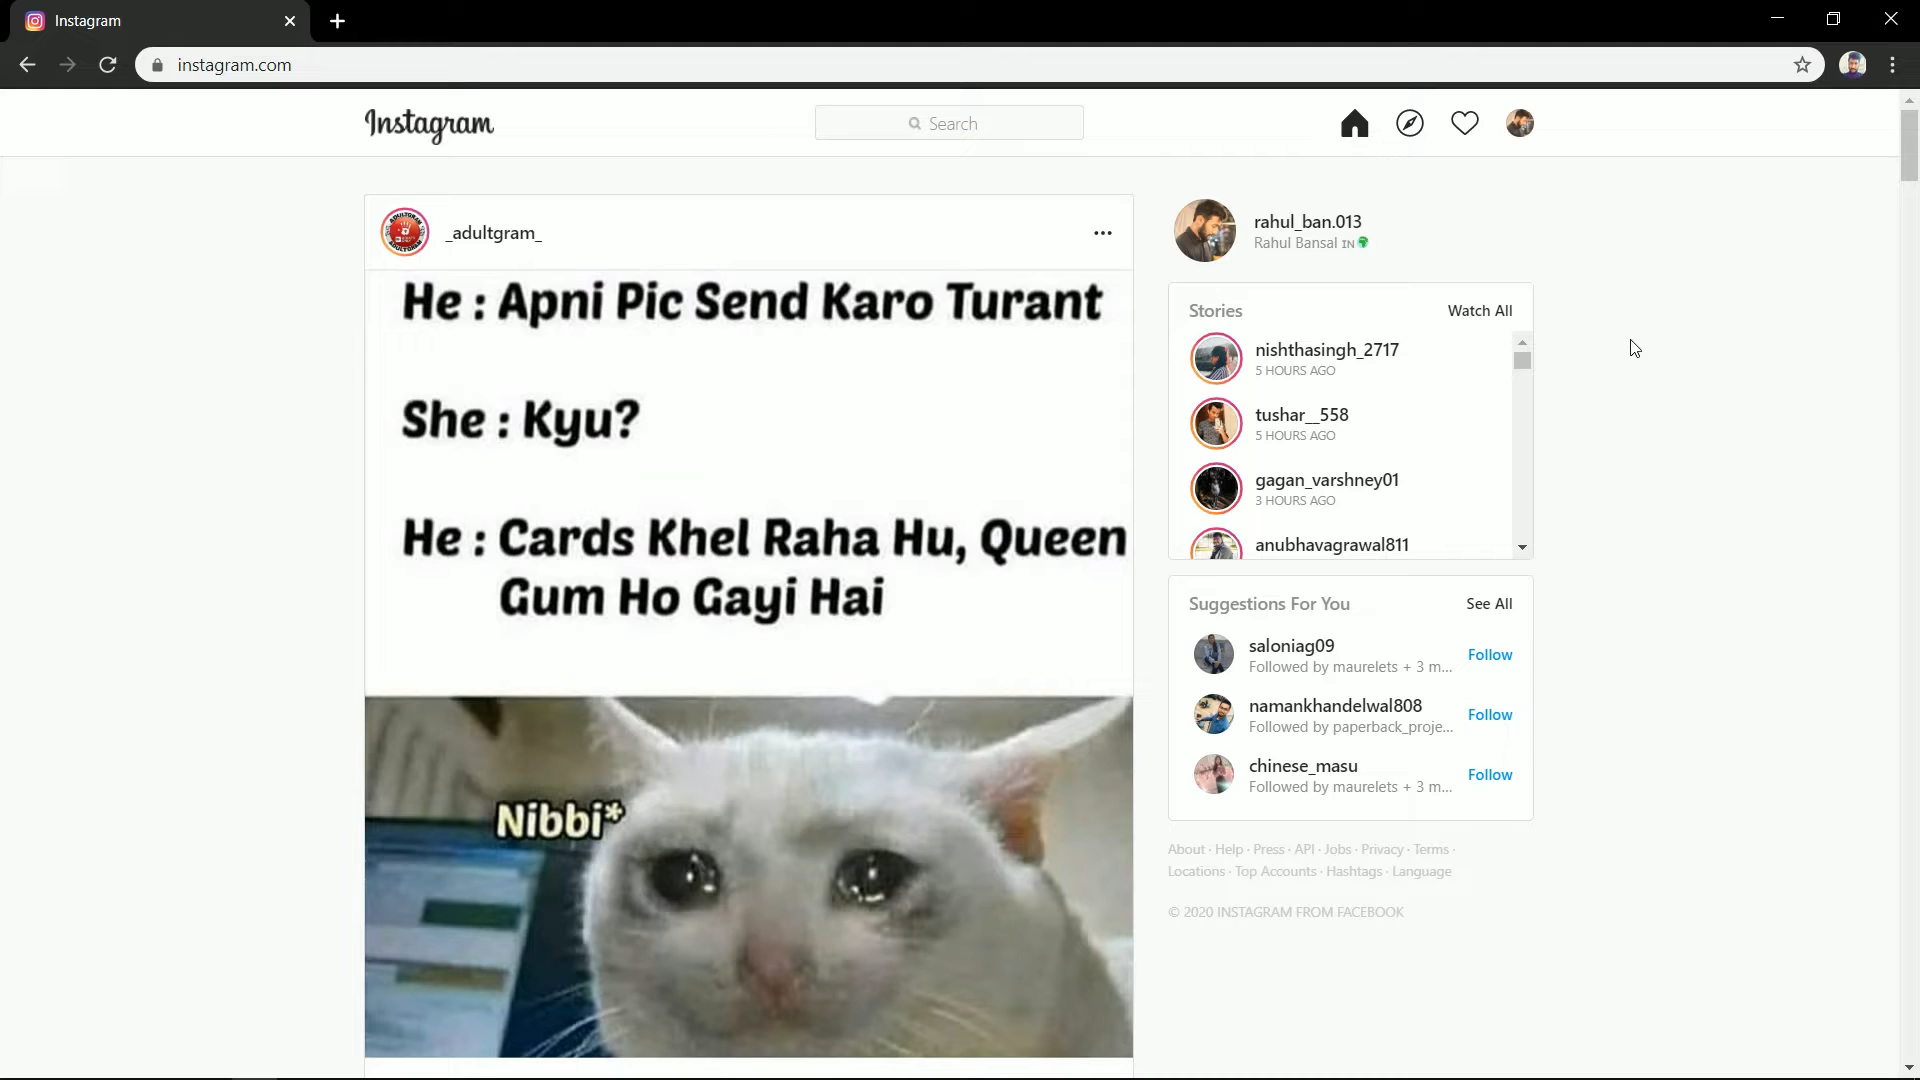 Instagram
instagram.com
Instagram
Search
_adultgram_
He : Apni Pic Send Karo Turant
She : Kyu?
He : Cards Khel Raha Hu, Queen
Gum Ho Gayi Hai
Nibbi*
rahul_ban.013
Rahul Bansal IN
Stories
Watch All
nishthasingh_2717
5 HOURS AGO
tushar__558
5 HOURS AGO
gagan_varshney01
3 HOURS AGO
anubhavagrawal811
Suggestions For You
See All
saloniag09
Followed by maurelets + 3 m...
Follow
namankhandelwal808
Followed by paperback_proje...
Follow
chinese_masu
Followed by maurelets + 3 m...
Follow
About · Help · Press · API · Jobs · Privacy · Terms ·
Locations · Top Accounts · Hashtags · Language
© 2020 INSTAGRAM FROM FACEBOOK